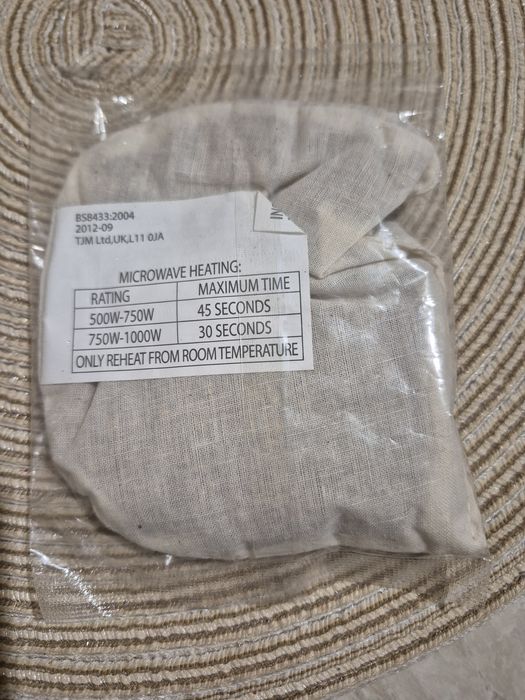 BS8433:2004
2012-09
TJM Ltd,UK,L11 0JA
MICROWAVE HEATING:
RATING MAXIMUM TIME
500W-750W 45 SECONDS
750W-1000W 30 SECONDS
ONLY REHEAT FROM ROOM TEMPERATURE